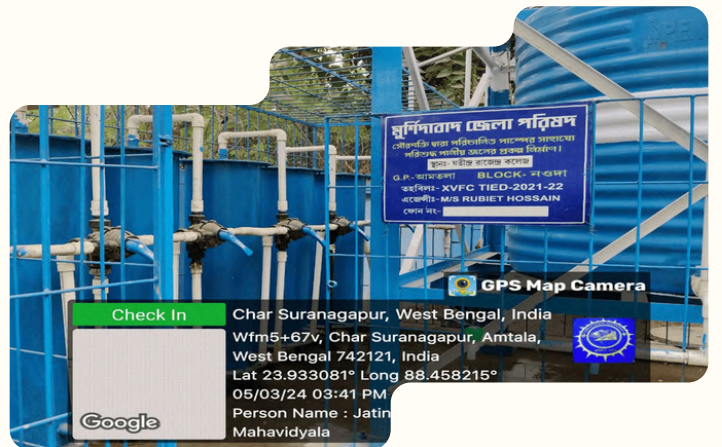 মুর্শিদাবাদ জেলা পরিষদ
সৌরশক্তি দ্বারা পরিচালিত পাম্পের সাহায্যে
পরিশুদ্ধ পানীয় জলের প্রকল্প নির্মাণ।
স্থানঃ- যতীন্দ্র রাজেন্দ্র কলেজ
G.P.- আমতলা BLOCK- নওদা
তহবিলঃ- XVFC TIED-2021-22
এজেন্সীঃ- M/S RUBIET HOSSAIN
ফোন নং-
GPS Map Camera
Check In
Char Suranagapur, West Bengal, India
Wfm5+67v, Char Suranagapur, Amtala,
West Bengal 742121, India
Lat 23.933081° Long 88.458215°
05/03/24 03:41 PM
Person Name : Jatin
Mahavidyala
Google